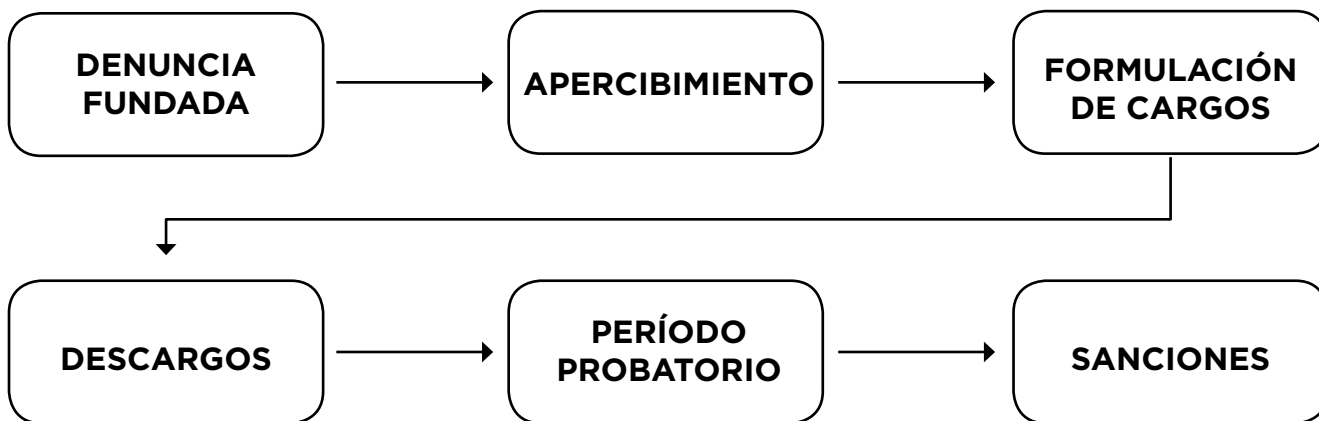 DENUNCIA
FUNDADA
APERCIBIMIENTO
FORMULACIÓN
DE CARGOS
DESCARGOS
PERÍODO
PROBATORIO
SANCIONES